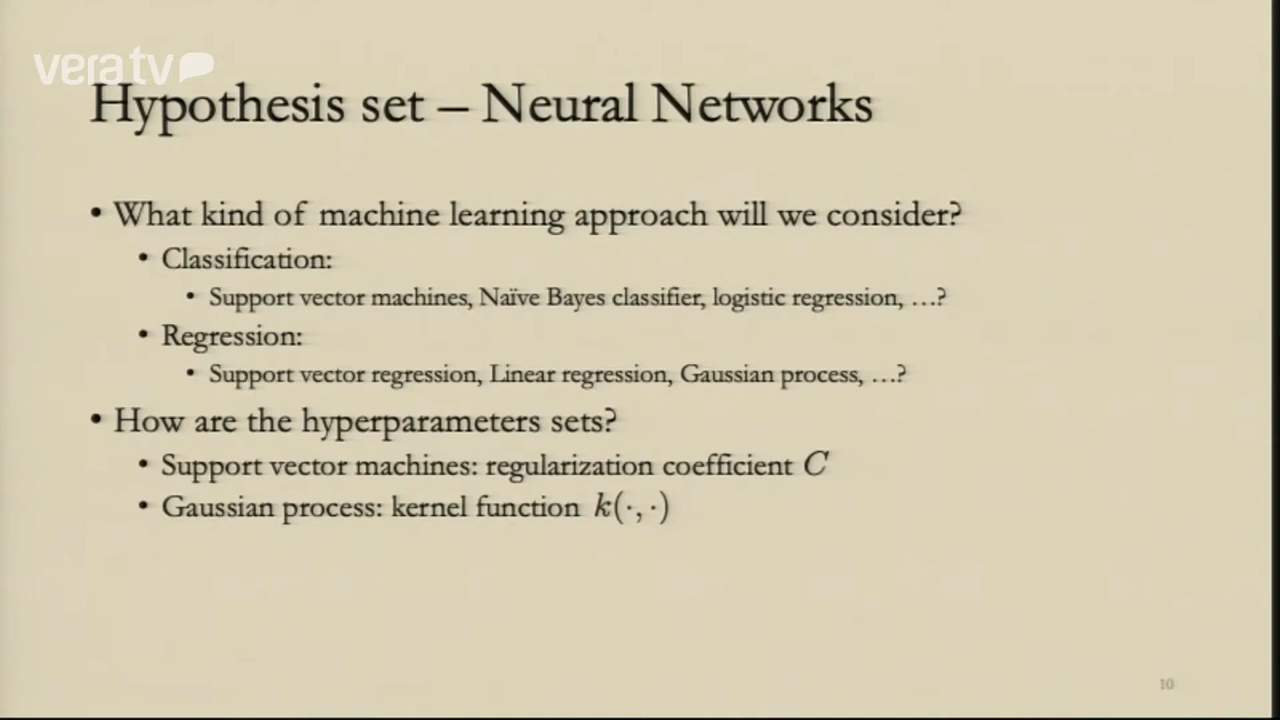 vera tv
Hypothesis set – Neural Networks
• What kind of machine learning approach will we consider?
• Classification:
• Support vector machines, Naïve Bayes classifier, logistic regression, …?
• Regression:
• Support vector regression, Linear regression, Gaussian process, …?
• How are the hyperparameters sets?
• Support vector machines: regularization coefficient C
• Gaussian process: kernel function k(·,·)
10